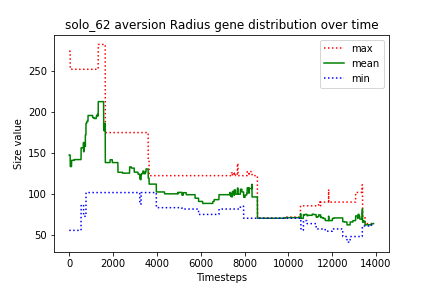 solo_62 aversion Radius gene distribution over time
max
mean
min
Size value
250
200
150
100
50
0 2000 4000 6000 8000 10000 12000 14000
Timesteps